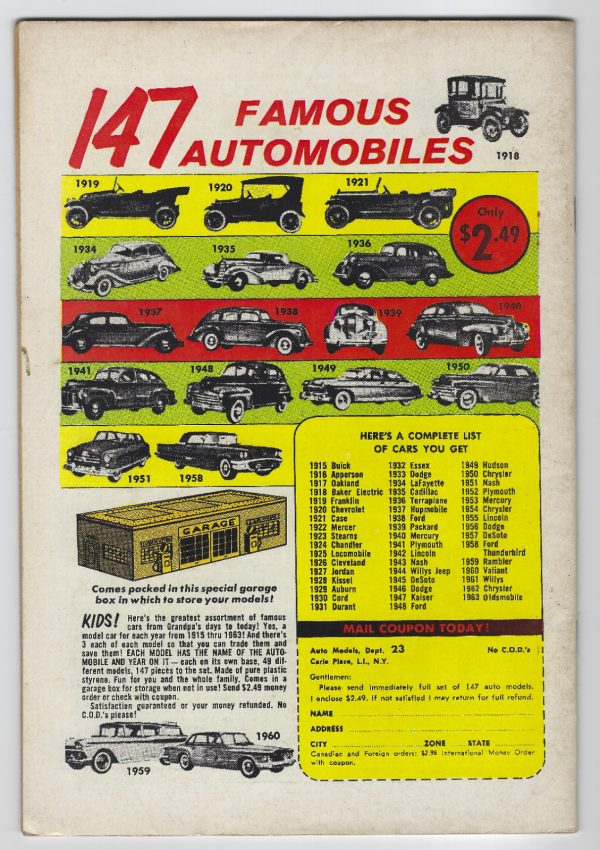 147 FAMOUS
AUTOMOBILES
1918
1919
1920
1921
Only
$2.49
1934
1935
1936
1937
1938
1939
1940
1941
1948
1949
1950
1951
1958
GARAGE
Comes packed in this special garage
box in which to store your models!
KIDS! Here's the greatest assortment of famous
cars from Grandpa's days to today! Yes, a
model car for each year from 1915 thru 1963! And there's
3 each of each model so that you can trade them and
save them! EACH MODEL HAS THE NAME OF THE AUTO-
MOBILE AND YEAR ON IT — each on its own base, 49 dif-
ferent models, 147 pieces to the set. Made of pure plastic
styrene. Fun for you and the whole family. Comes in a
garage box for storage when not in use! Send $2.49 money
order or check with coupon.
Satisfaction guaranteed or your money refunded. No
C.O.D.'s please!
1959
1960
HERE'S A COMPLETE LIST
OF CARS YOU GET
1915 Buick
1916 Apperson
1917 Oakland
1918 Baker Electric
1919 Franklin
1920 Chevrolet
1921 Case
1922 Mercer
1923 Stearns
1924 Chandler
1925 Locomobile
1926 Cleveland
1927 Jordan
1928 Kissel
1929 Auburn
1930 Cord
1931 Durant
1932 Essex
1933 Dodge
1934 LaFayette
1935 Cadillac
1936 Terraplane
1937 Hupmobile
1938 Ford
1939 Packard
1940 Mercury
1941 Plymouth
1942 Lincoln
1943 Nash
1944 Willys Jeep
1945 DeSoto
1946 Dodge
1947 Kaiser
1948 Ford
1949 Hudson
1950 Chrysler
1951 Nash
1952 Plymouth
1953 Mercury
1954 Chrysler
1955 Lincoln
1956 Dodge
1957 DeSoto
1958 Ford
Thunderbird
1959 Rambler
1960 Valiant
1961 Willys
1962 Chrysler
1963 Oldsmobile
MAIL COUPON TODAY!
Auto Models, Dept. 23 No C.O.D.'s
Carle Place, L.I., N.Y.
Gentlemen:
Please send immediately full set of 147 auto models.
I enclose $2.49. If not satisfied I may return for full refund.
NAME
ADDRESS
CITY ZONE STATE
Canadian and Foreign orders: $2.98 International Money Order
with coupon.